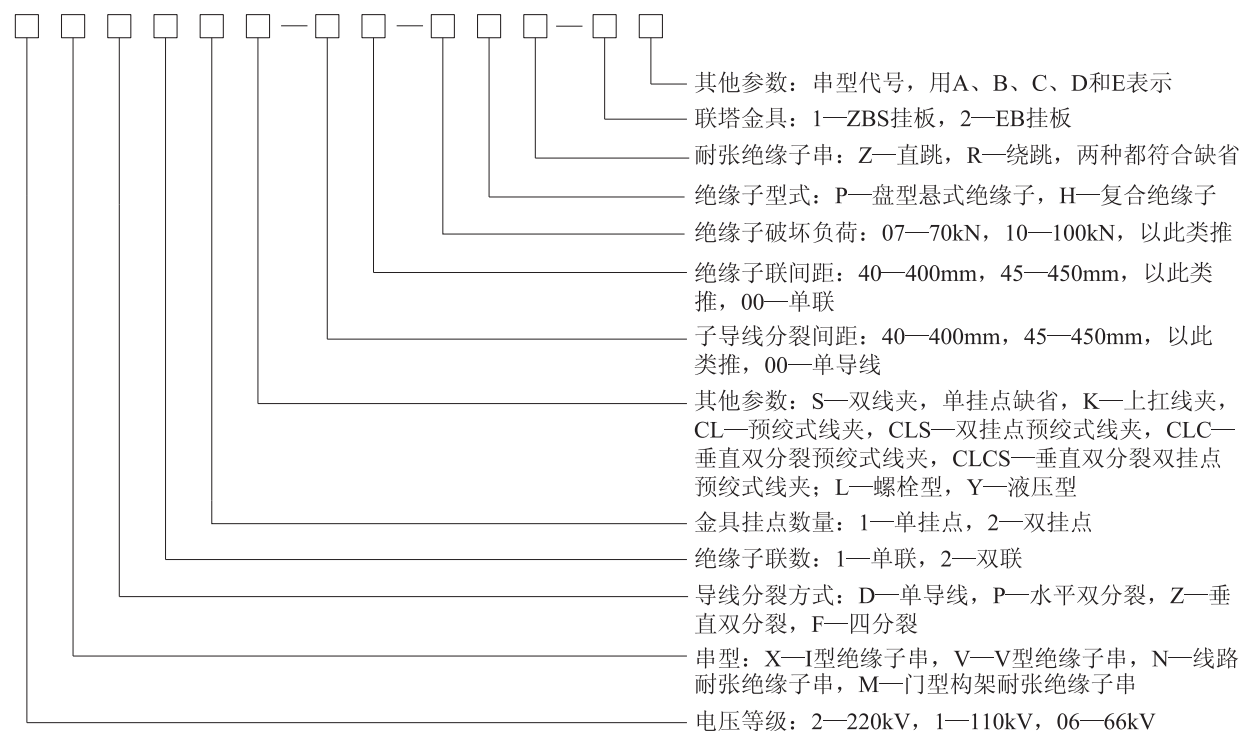 其他参数：串型代号，用A、B、C、D和E表示
联塔金具：1—ZBS挂板，2—EB挂板
耐张绝缘子串：Z—直跳，R—绕跳，两种都符合缺省
绝缘子型式：P—盘型悬式绝缘子，H—复合绝缘子
绝缘子破坏负荷：07—70kN，10—100kN，以此类推
绝缘子联间距：40—400mm，45—450mm，以此类
推，00—单联
子导线分裂间距：40—400mm，45—450mm，以此
类推，00—单导线
其他参数：S—双线夹，单挂点缺省，K—上扛线夹，
CL—预绞式线夹，CLS—双挂点预绞式线夹，CLC—
垂直双分裂预绞式线夹，CLCS—垂直双分裂双挂点
预绞式线夹；L—螺栓型，Y—液压型
金具挂点数量：1—单挂点，2—双挂点
绝缘子联数：1—单联，2—双联
导线分裂方式：D—单导线，P—水平双分裂，Z—垂
直双分裂，F—四分裂
串型：X—I型绝缘子串，V—V型绝缘子串，N—线路
耐张绝缘子串，M—门型构架耐张绝缘子串
电压等级：2—220kV，1—110kV，06—66kV